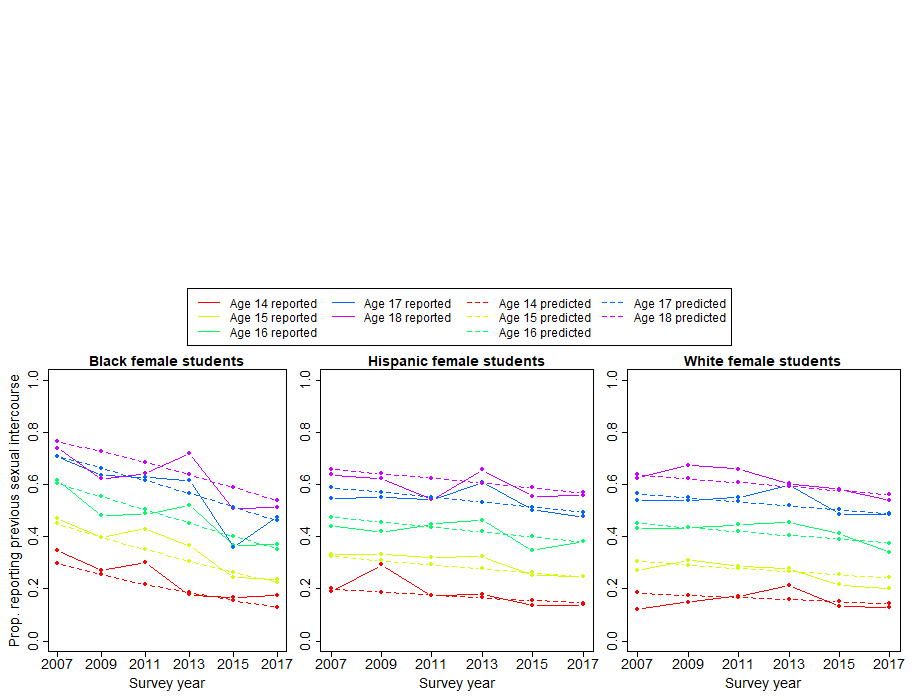 Age 14 reported Age 17 reported Age 14 predicted Age 17 predicted
Age 15 reported Age 18 reported Age 15 predicted Age 18 predicted
Age 16 reported Age 16 predicted
Black female students Hispanic female students White female students
Prop. reporting previous sexual intercourse
1.0 1.0 1.0
0.8 0.8 0.8
0.6 0.6 0.6
0.4 0.4 0.4
0.2 0.2 0.2
0.0 0.0 0.0
2007 2009 2011 2013 2015 2017 2007 2009 2011 2013 2015 2017 2007 2009 2011 2013 2015 2017
Survey year Survey year Survey year